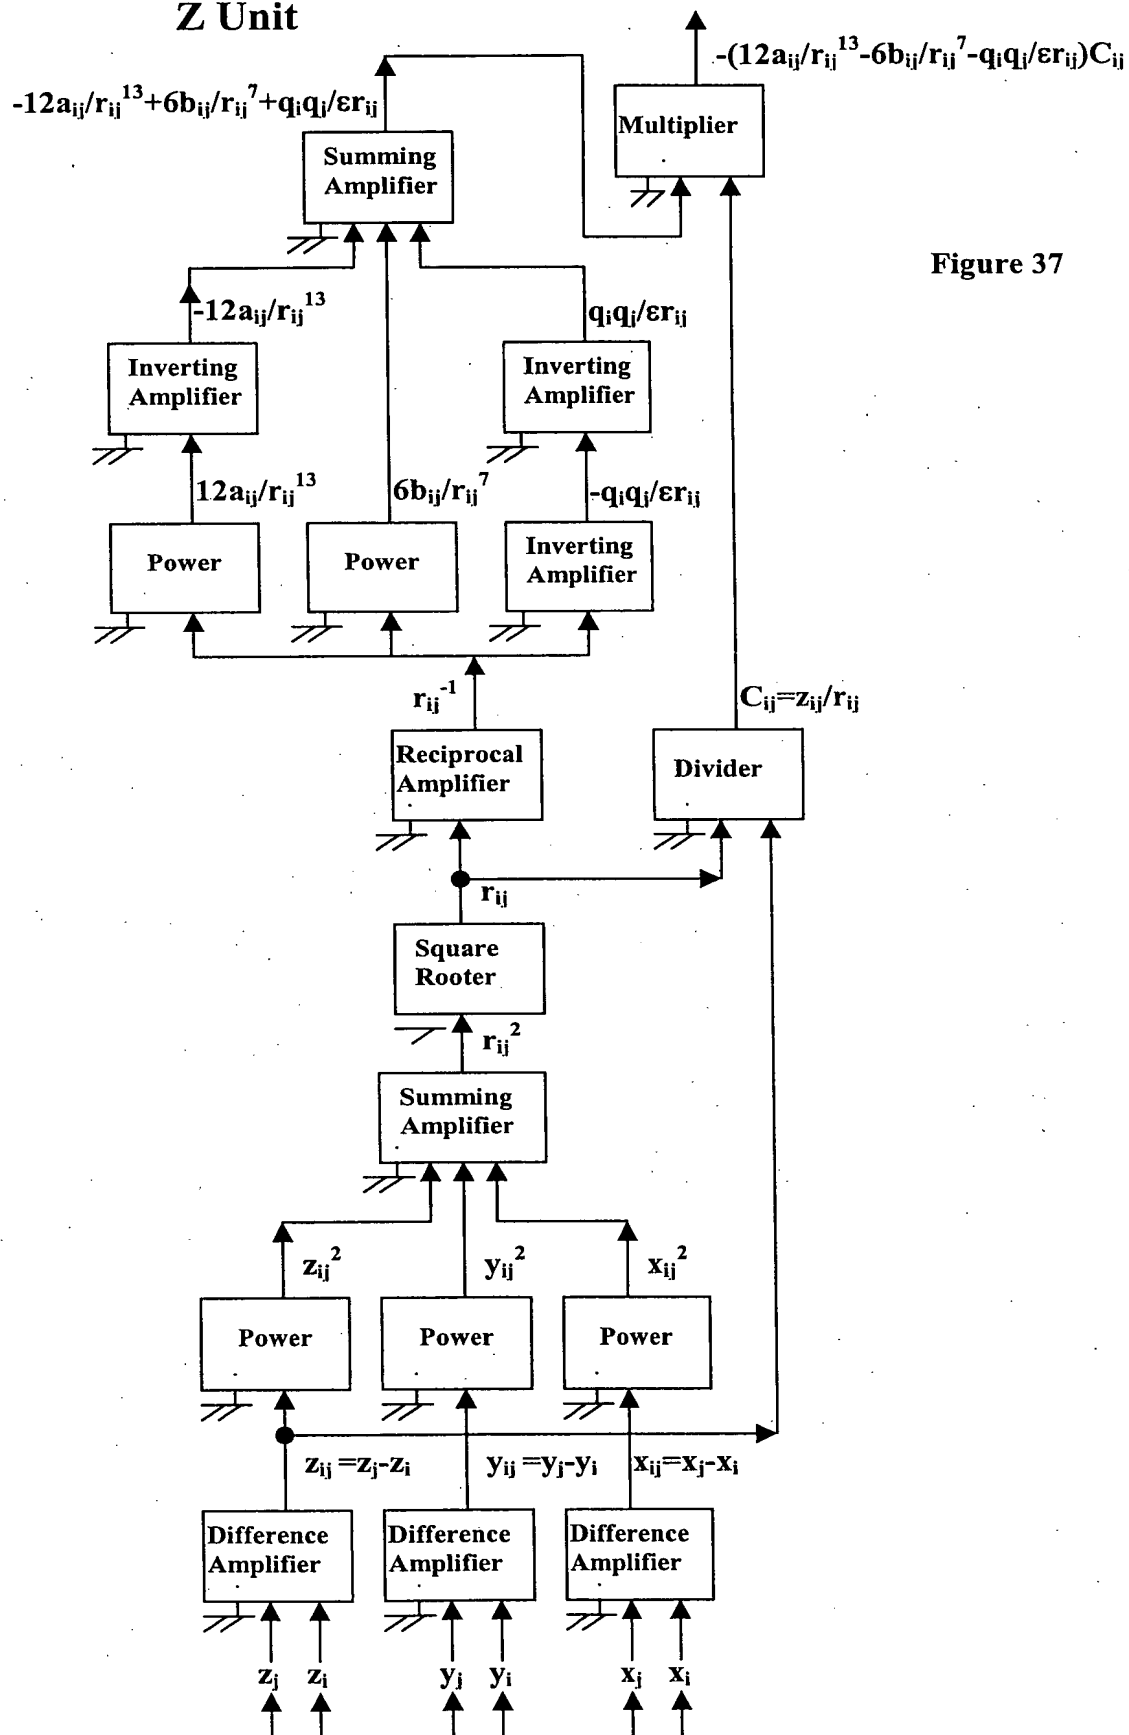 Z Unit
-(12aᵢⱼ/rᵢⱼ¹³-6bᵢⱼ/rᵢⱼ⁷-qᵢqⱼ/εrᵢⱼ)Cᵢⱼ
-12aᵢⱼ/rᵢⱼ¹³+6bᵢⱼ/rᵢⱼ⁷+qᵢqⱼ/εrᵢⱼ
Multiplier
Summing
Amplifier
Figure 37
-12aᵢⱼ/rᵢⱼ¹³
qᵢqⱼ/εrᵢⱼ
Inverting
Amplifier
Inverting
Amplifier
12aᵢⱼ/rᵢⱼ¹³
6bᵢⱼ/rᵢⱼ⁷
-qᵢqⱼ/εrᵢⱼ
Power
Power
Inverting
Amplifier
rᵢⱼ⁻¹
Cᵢⱼ=zᵢⱼ/rᵢⱼ
Reciprocal
Amplifier
Divider
rᵢⱼ
Square
Rooter
rᵢⱼ²
Summing
Amplifier
zᵢⱼ²
yᵢⱼ²
xᵢⱼ²
Power
Power
Power
zᵢⱼ =zⱼ-zᵢ
yᵢⱼ =yⱼ-yᵢ
xᵢⱼ=xⱼ-xᵢ
Difference
Amplifier
Difference
Amplifier
Difference
Amplifier
zⱼ
zᵢ
yⱼ
yᵢ
xⱼ
xᵢ